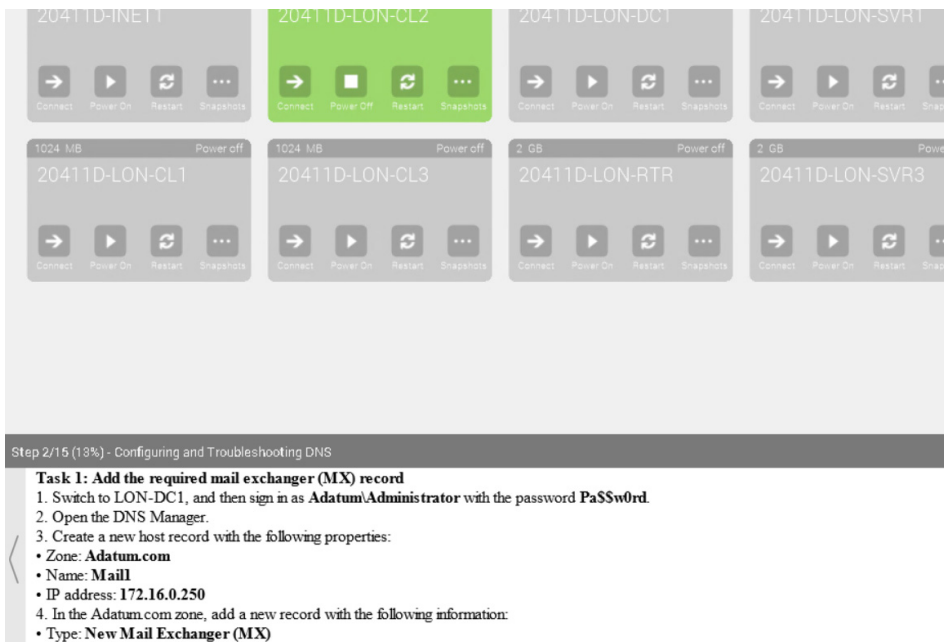 20411D-INET1
20411D-LON-CL2
20411D-LON-DC1
20411D-LON-SVR1
Connect Power On Restart Snapshots
Connect Power Off Restart Snapshots
Connect Power On Restart Snapshots
Connect Power On Restart
1024 MB Power off
1024 MB Power off
2 GB Power off
2 GB
20411D-LON-CL1
20411D-LON-CL3
20411D-LON-RTR
20411D-LON-SVR3
Connect Power On Restart Snapshots
Connect Power On Restart Snapshots
Connect Power On Restart Snapshots
Connect Power On Restart
Step 2/15 (13%) - Configuring and Troubleshooting DNS
Task 1: Add the required mail exchanger (MX) record
1. Switch to LON-DC1, and then sign in as Adatum\Administrator with the password Pa$$w0rd.
2. Open the DNS Manager.
3. Create a new host record with the following properties:
• Zone: Adatum.com
• Name: Mail1
• IP address: 172.16.0.250
4. In the Adatum.com zone, add a new record with the following information:
• Type: New Mail Exchanger (MX)